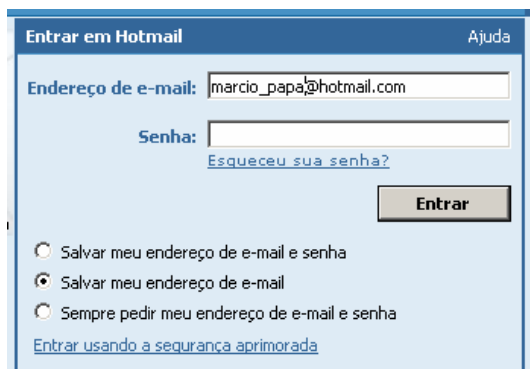 Entrar em Hotmail Ajuda
Endereço de e-mail: marcio_papa@hotmail.com
Senha:
Esqueceu sua senha?
Entrar
Salvar meu endereço de e-mail e senha
Salvar meu endereço de e-mail
Sempre pedir meu endereço de e-mail e senha
Entrar usando a segurança aprimorada